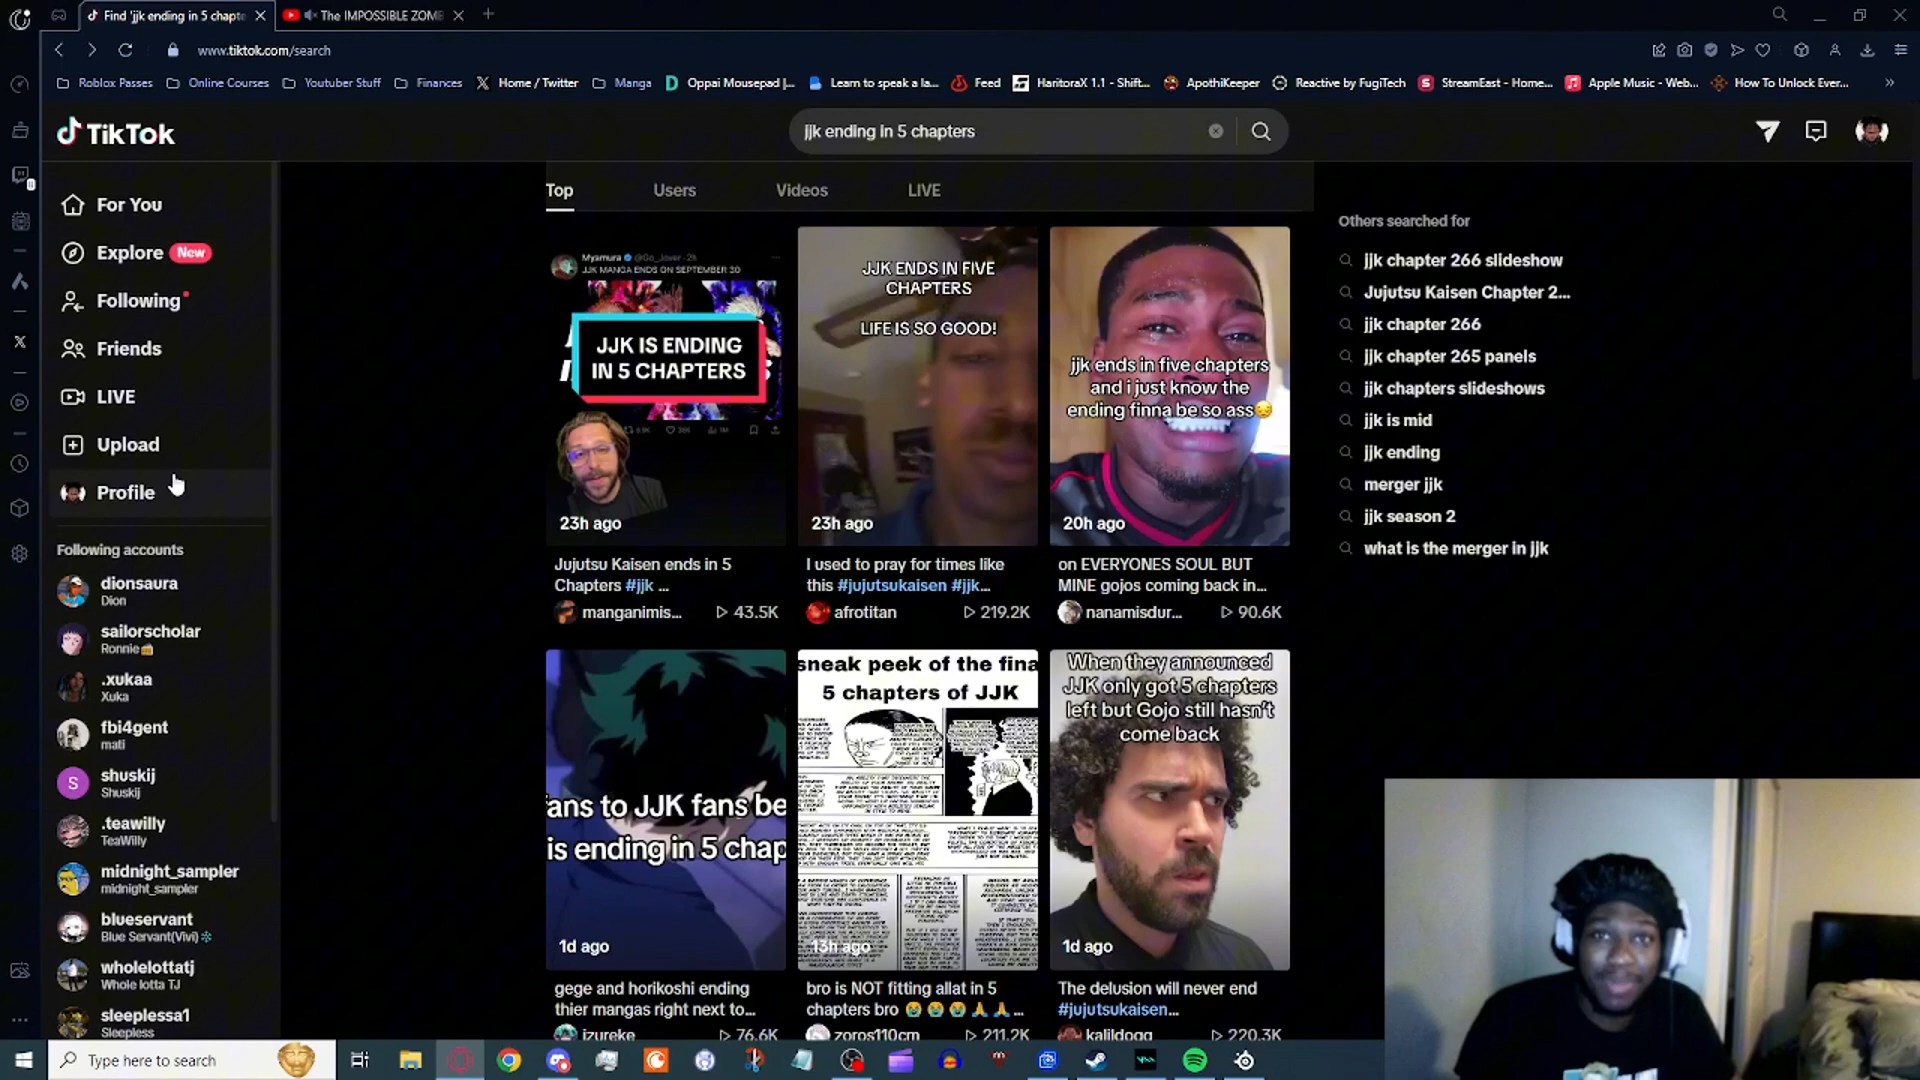 Find 'jjk ending in 5 chapte
The IMPOSSIBLE ZOMB
www.tiktok.com/search
Roblox Passes
Online Courses
Youtuber Stuff
Finances
Home / Twitter
Manga
Oppai Mousepad |...
Learn to speak a la...
Feed
HaritoraX 1.1 - Shift...
ApothiKeeper
Reactive by FugiTech
StreamEast - Home...
Apple Music - Web...
How To Unlock Ever...
TikTok
jjk ending in 5 chapters
For You
Explore New
Following
Friends
LIVE
Upload
Profile
Following accounts
dionsaura
Dion
sailorscholar
Ronnie
.xukaa
Xuka
fbi4gent
mati
S
shuskij
Shuskij
.teawilly
TeaWilly
midnight_sampler
midnight_sampler
blueservant
Blue Servant(Vivi)
wholelottatj
Whole lotta TJ
sleeplessa1
Sleepless
Top
Users
Videos
LIVE
Myamura @Go_Jover · 2h
JJK MANGA ENDS ON SEPTEMBER 30
JJK IS ENDING
IN 5 CHAPTERS
23h ago
Jujutsu Kaisen ends in 5
Chapters #jjk ...
manganimis...
43.5K
JJK ENDS IN FIVE
CHAPTERS
LIFE IS SO GOOD!
23h ago
I used to pray for times like
this #jujutsukaisen #jjk...
afrotitan
219.2K
jjk ends in five chapters
and i just know the
ending finna be so ass😔
20h ago
on EVERYONES SOUL BUT
MINE gojos coming back in...
nanamisdur...
90.6K
fans to JJK fans be
is ending in 5 chap
1d ago
gege and horikoshi ending
thier mangas right next to...
izureke
76.6K
sneak peek of the fina
5 chapters of JJK
13h ago
bro is NOT fitting allat in 5
chapters bro 😭😭😭🙏🙏...
zoros110cm
211.2K
When they announced
JJK only got 5 chapters
left but Gojo still hasn't
come back
1d ago
The delusion will never end
#jujutsukaisen...
kalildogg
220.3K
Others searched for
jjk chapter 266 slideshow
Jujutsu Kaisen Chapter 2...
jjk chapter 266
jjk chapter 265 panels
jjk chapters slideshows
jjk is mid
jjk ending
merger jjk
jjk season 2
what is the merger in jjk
Type here to search